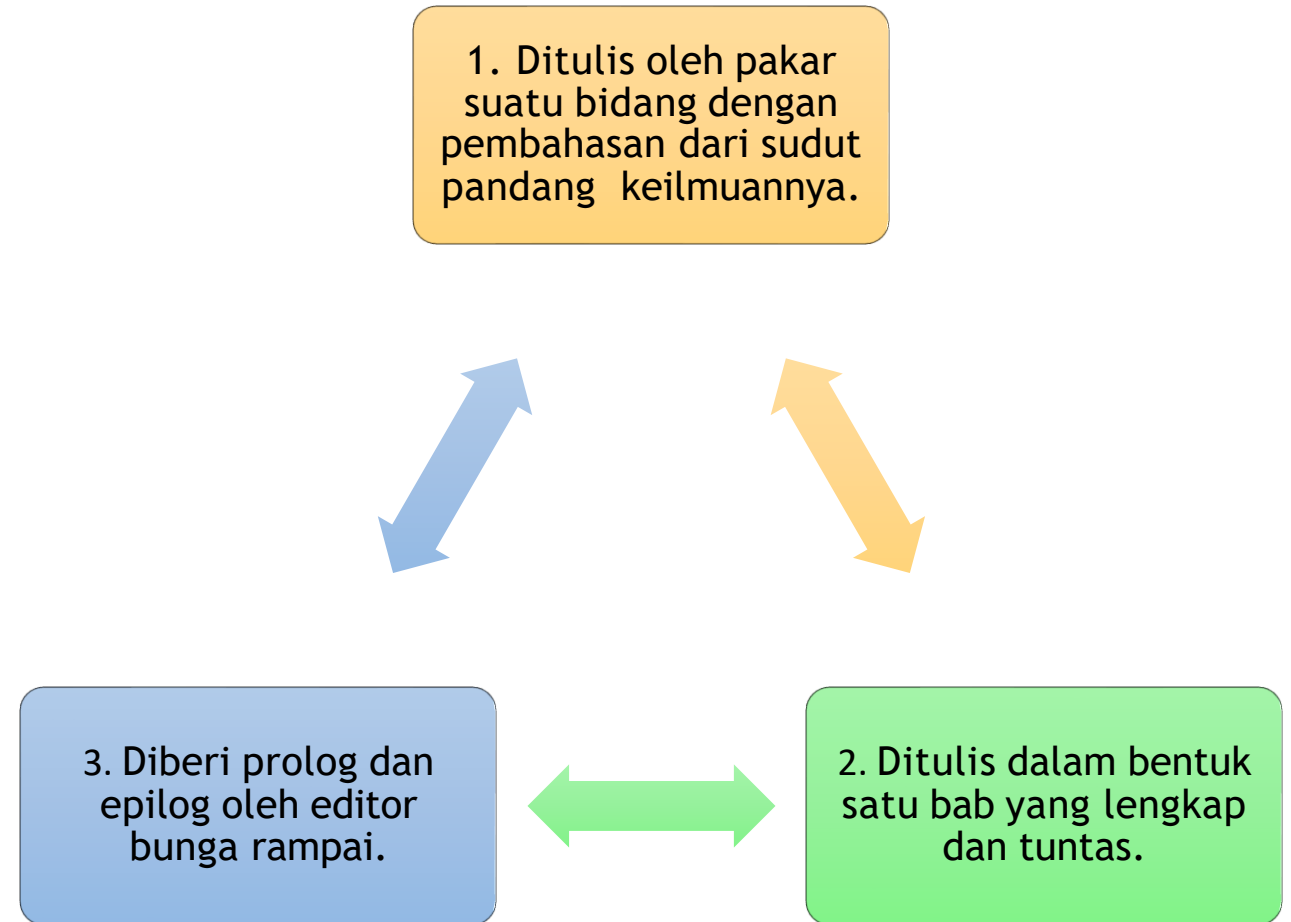 1. Ditulis oleh pakar
suatu bidang dengan
pembahasan dari sudut
pandang keilmuannya.
3. Diberi prolog dan
epilog oleh editor
bunga rampai.
2. Ditulis dalam bentuk
satu bab yang lengkap
dan tuntas.